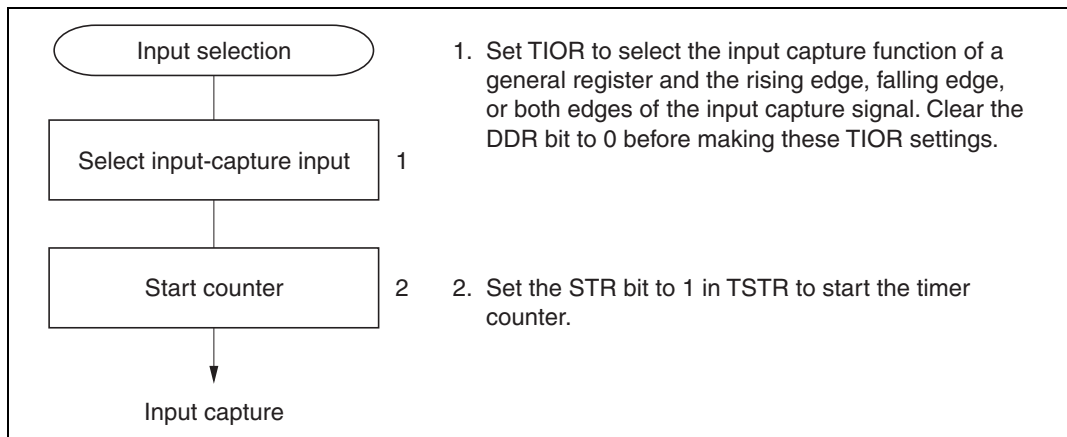 Input selection
1. Set TIOR to select the input capture function of a
general register and the rising edge, falling edge,
or both edges of the input capture signal. Clear the
DDR bit to 0 before making these TIOR settings.
Select input-capture input 1
Start counter 2
2. Set the STR bit to 1 in TSTR to start the timer
counter.
Input capture